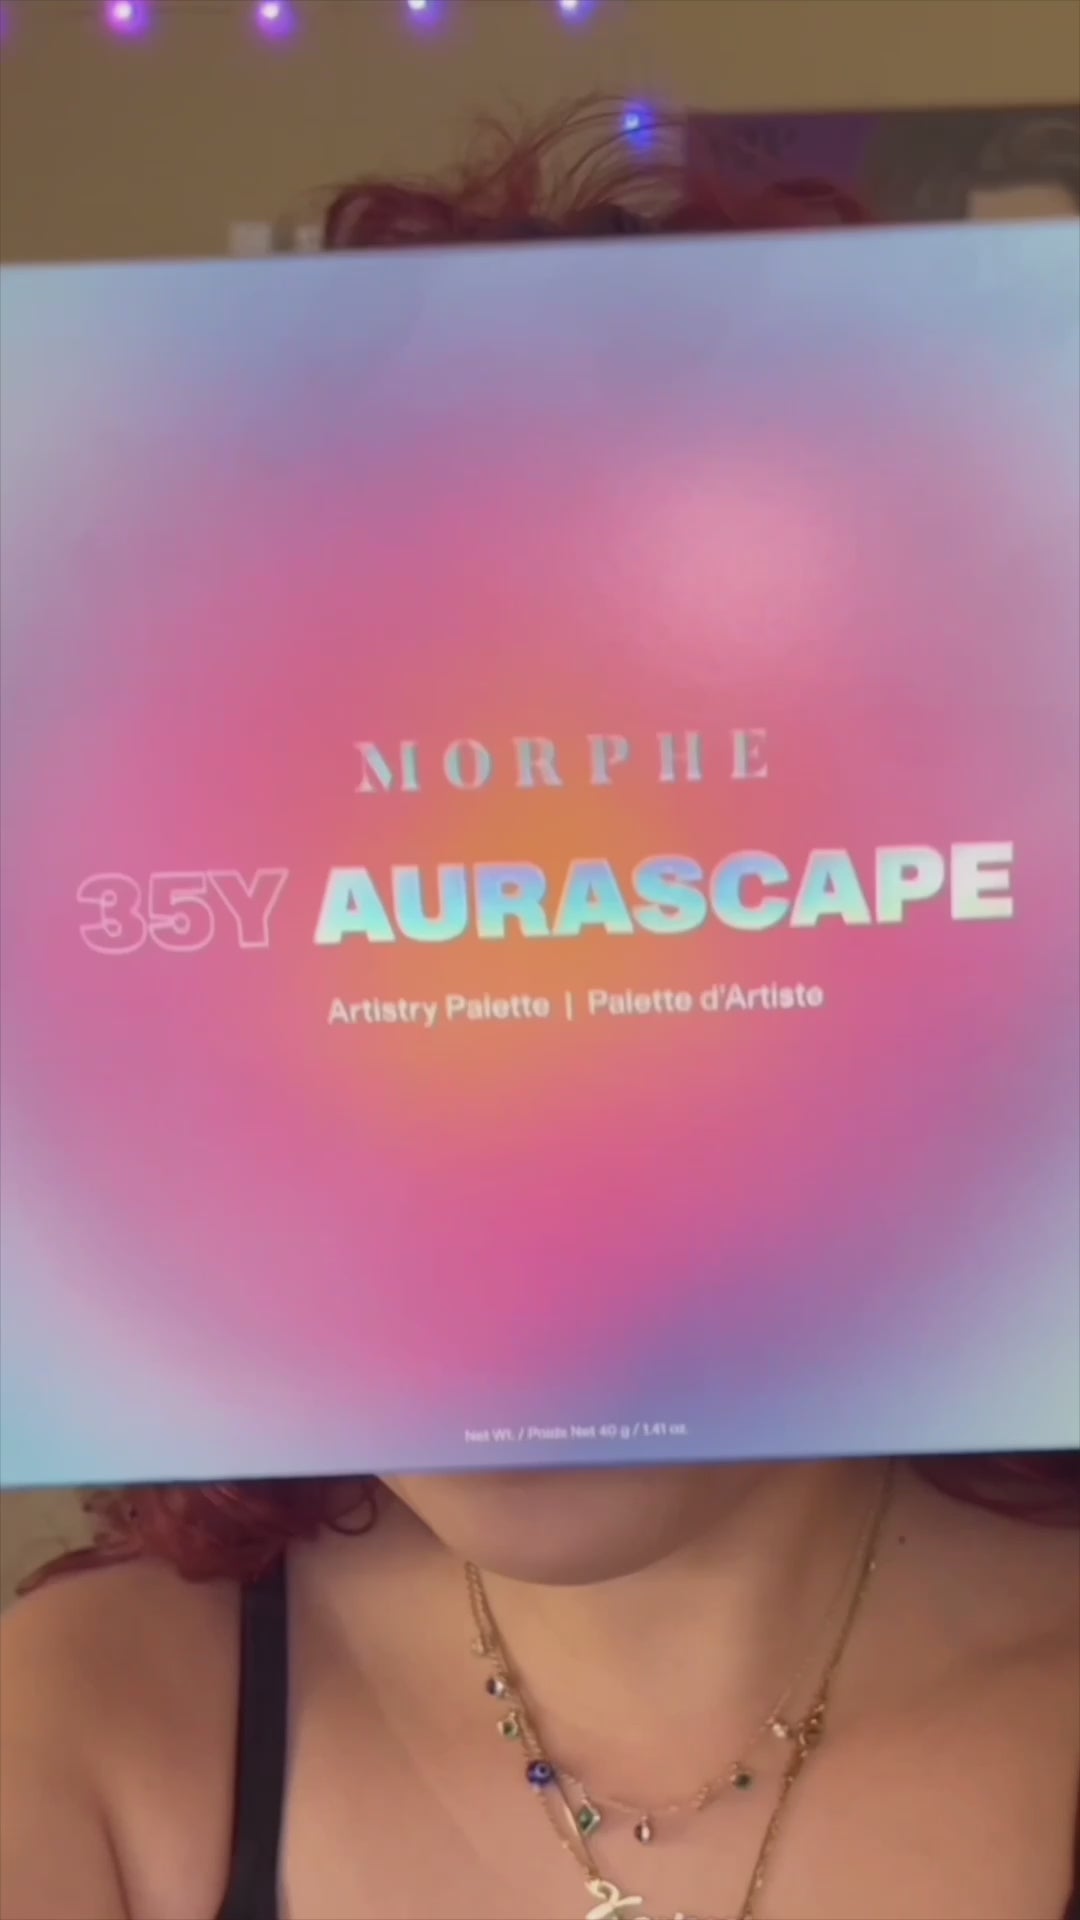 MORPHE
35Y AURASCAPE
Artistry Palette | Palette d'Artiste
Net Wt. / Poids Net 40 g / 1.41 oz.